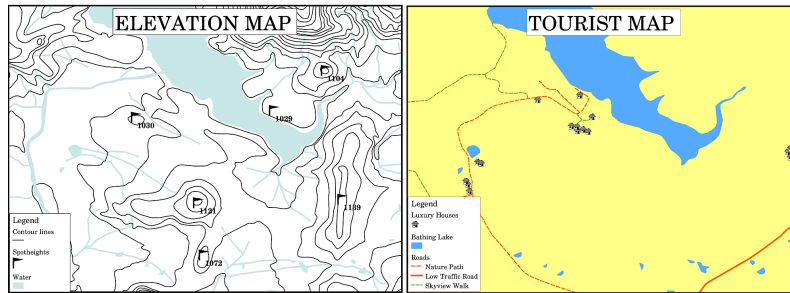 ELEVATION MAP
1104
1029
1030
1139
1121
1072
Legend
Contour lines
Spotheights
Water
TOURIST MAP
Legend
Luxury Houses
Bathing Lake
Roads
Nature Path
Low Traffic Road
Skyview Walk